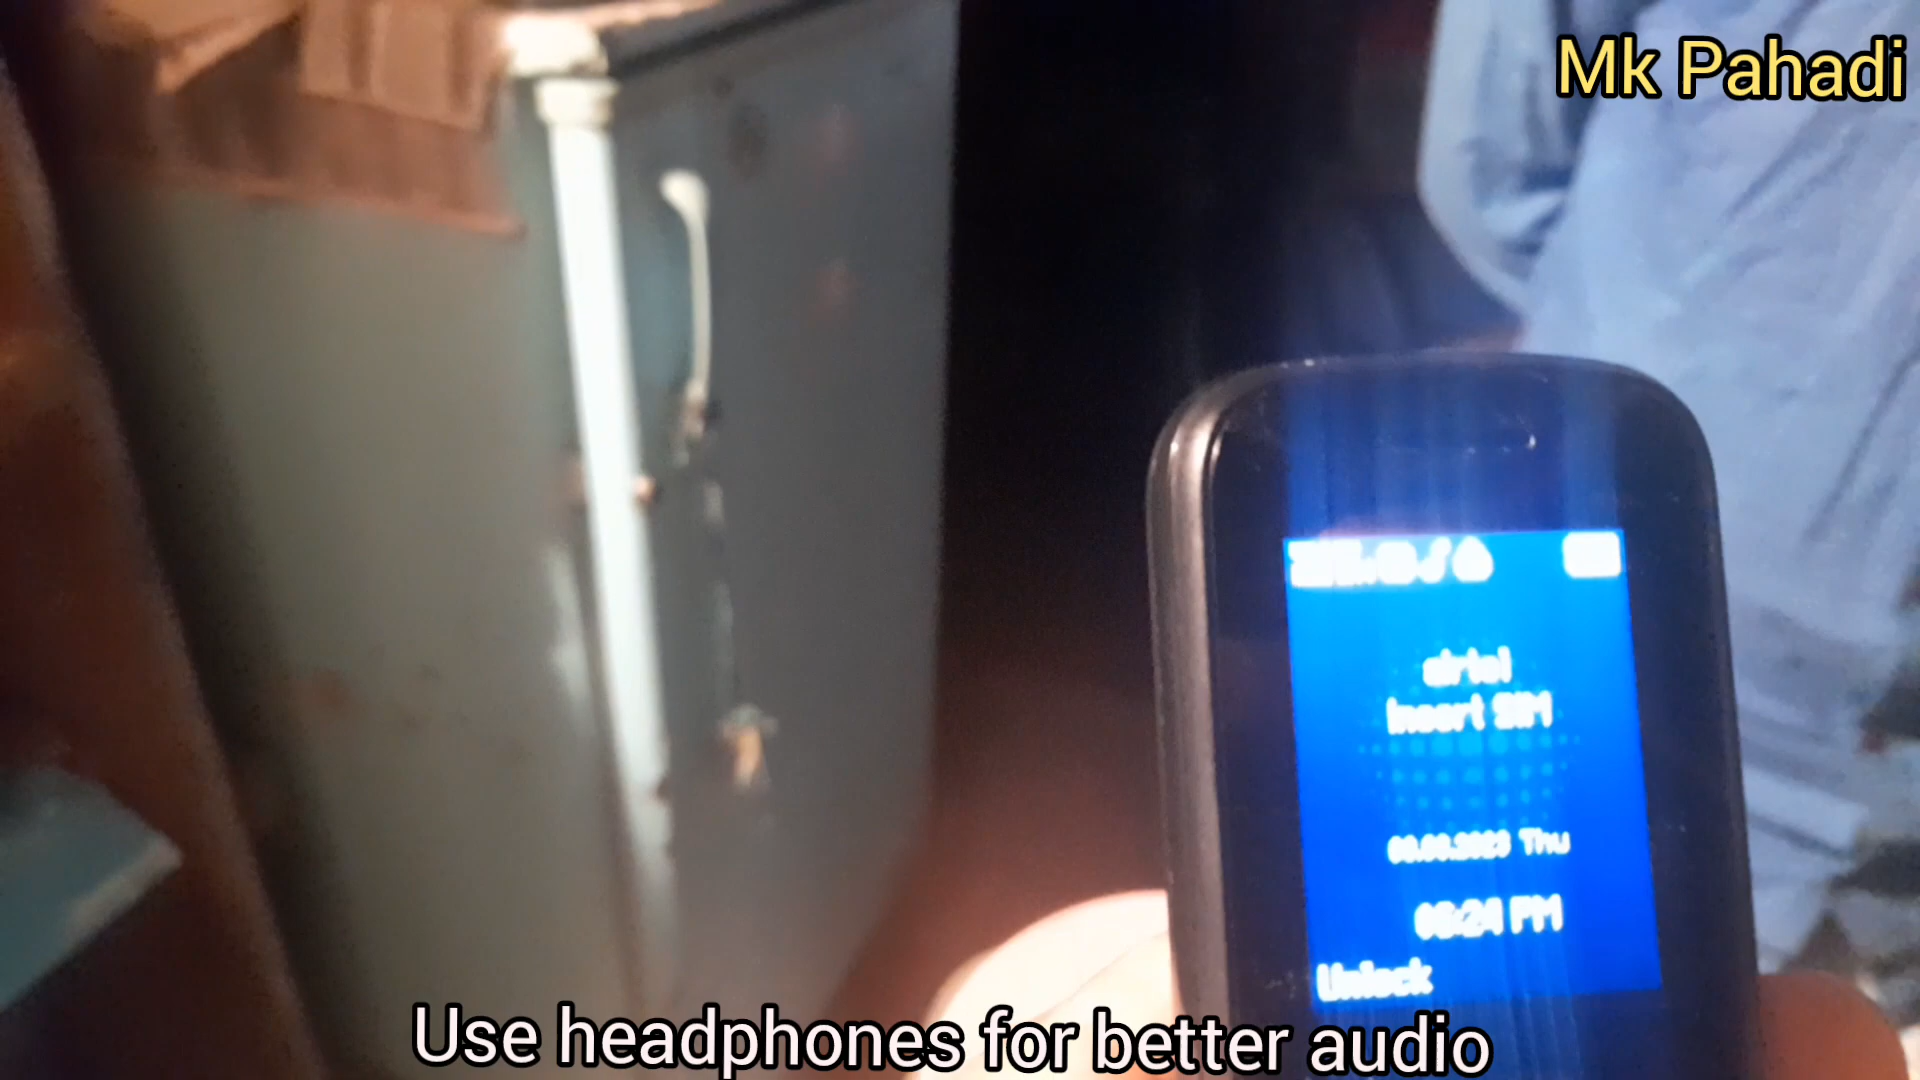 Mk Pahadi
airtel
Insert SIM
Thu
PM
Unlock
Use headphones for better audio